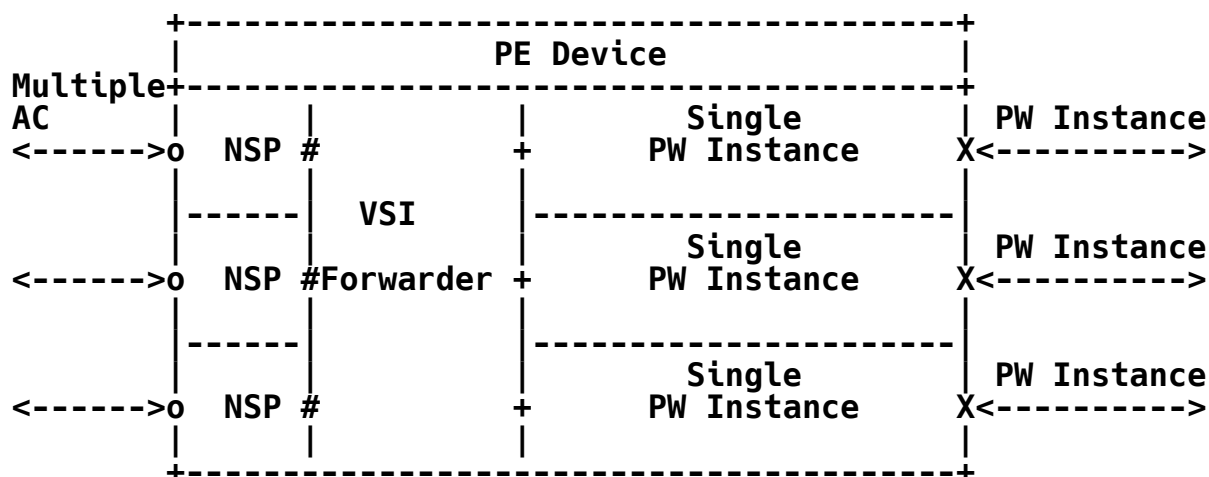 +-----------------------------------------+
|                PE Device                |
Multiple+-----------------------------------------+
AC      |      |          |        Single         | PW Instance
<------>o  NSP #          +      PW Instance     X<---------->
|      |          |                       |
|------|   VSI    |-----------------------|
|      |          |        Single         | PW Instance
<------>o  NSP #Forwarder +      PW Instance     X<---------->
|      |          |                       |
|------|          |-----------------------|
|      |          |        Single         | PW Instance
<------>o  NSP #          +      PW Instance     X<---------->
|      |          |                       |
+-----------------------------------------+